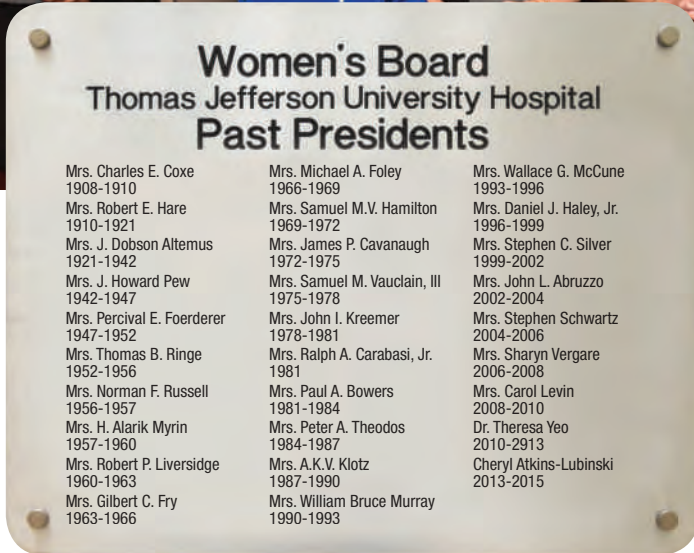 Women's Board
Thomas Jefferson University Hospital
Past Presidents
Mrs. Charles E. Coxe
1908-1910
Mrs. Robert E. Hare
1910-1921
Mrs. J. Dobson Altemus
1921-1942
Mrs. J. Howard Pew
1942-1947
Mrs. Percival E. Foerderer
1947-1952
Mrs. Thomas B. Ringe
1952-1956
Mrs. Norman F. Russell
1956-1957
Mrs. H. Alarik Myrin
1957-1960
Mrs. Robert P. Liversidge
1960-1963
Mrs. Gilbert C. Fry
1963-1966
Mrs. Michael A. Foley
1966-1969
Mrs. Samuel M.V. Hamilton
1969-1972
Mrs. James P. Cavanaugh
1972-1975
Mrs. Samuel M. Vauclain, III
1975-1978
Mrs. John I. Kreemer
1978-1981
Mrs. Ralph A. Carabasi, Jr.
1981
Mrs. Paul A. Bowers
1981-1984
Mrs. Peter A. Theodos
1984-1987
Mrs. A.K.V. Klotz
1987-1990
Mrs. William Bruce Murray
1990-1993
Mrs. Wallace G. McCune
1993-1996
Mrs. Daniel J. Haley, Jr.
1996-1999
Mrs. Stephen C. Silver
1999-2002
Mrs. John L. Abruzzo
2002-2004
Mrs. Stephen Schwartz
2004-2006
Mrs. Sharyn Vergare
2006-2008
Mrs. Carol Levin
2008-2010
Dr. Theresa Yeo
2010-2913
Cheryl Atkins-Lubinski
2013-2015